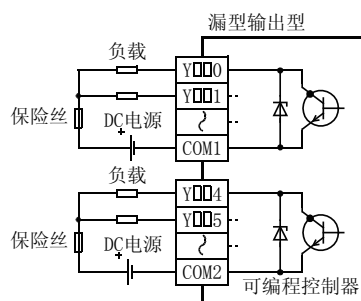 漏型输出型
负载
Y□□0
Y□□1
保险丝
DC电源
+
COM1
负载
Y□□4
Y□□5
保险丝
DC电源
+
COM2
可编程控制器